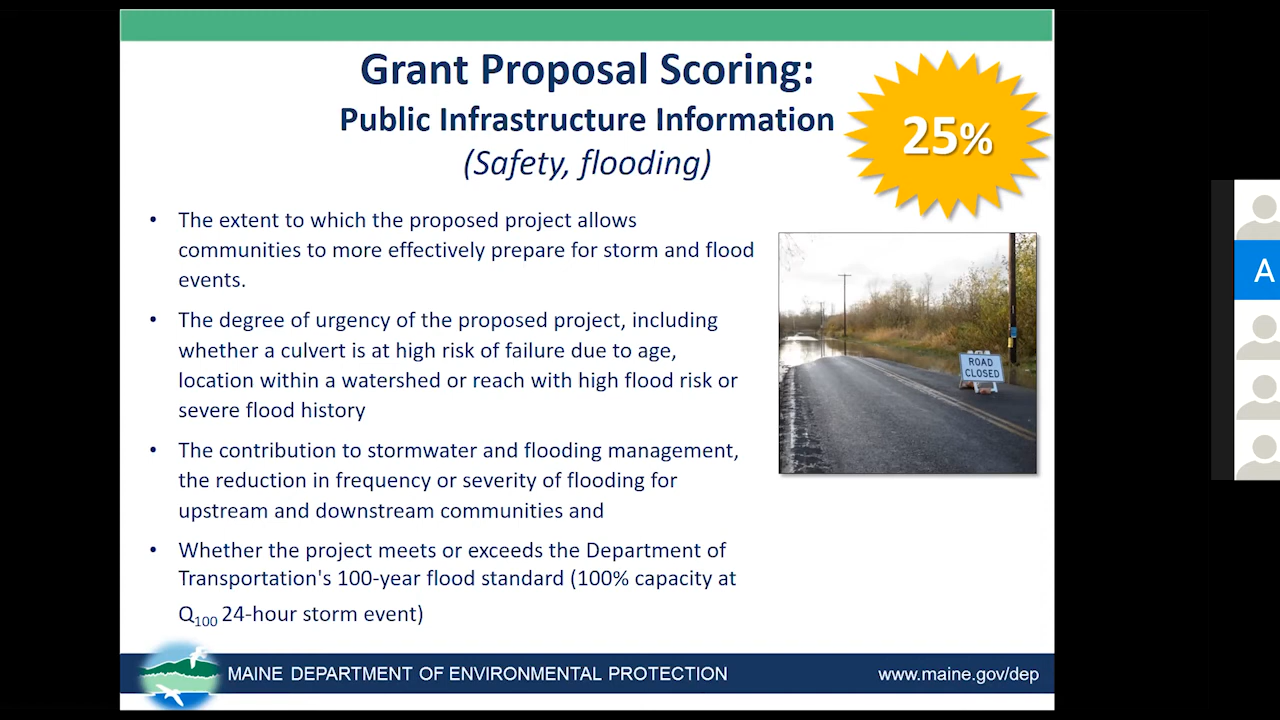 Grant Proposal Scoring:
Public Infrastructure Information
(Safety, flooding)
25%
• The extent to which the proposed project allows
communities to more effectively prepare for storm and flood
events.
• The degree of urgency of the proposed project, including
whether a culvert is at high risk of failure due to age,
location within a watershed or reach with high flood risk or
severe flood history
• The contribution to stormwater and flooding management,
the reduction in frequency or severity of flooding for
upstream and downstream communities and
• Whether the project meets or exceeds the Department of
Transportation's 100-year flood standard (100% capacity at
Q100 24-hour storm event)
ROAD
CLOSED
A
MAINE DEPARTMENT OF ENVIRONMENTAL PROTECTION
www.maine.gov/dep